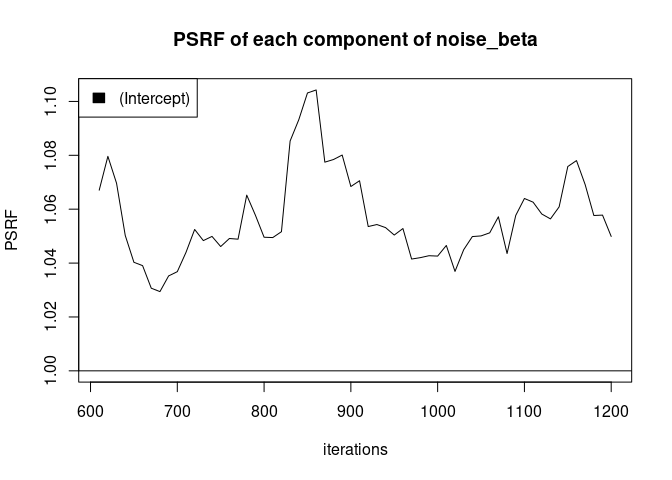 PSRF of each component of noise_beta
(Intercept)
PSRF
1.10
1.08
1.06
1.04
1.02
1.00
600 700 800 900 1000 1100 1200
iterations